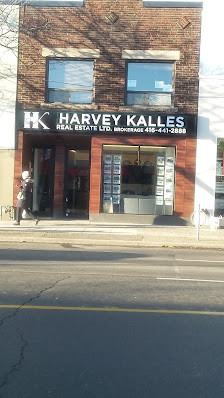 HK HARVEY KALLES
REAL ESTATE LTD. BROKERAGE 416-441-2888